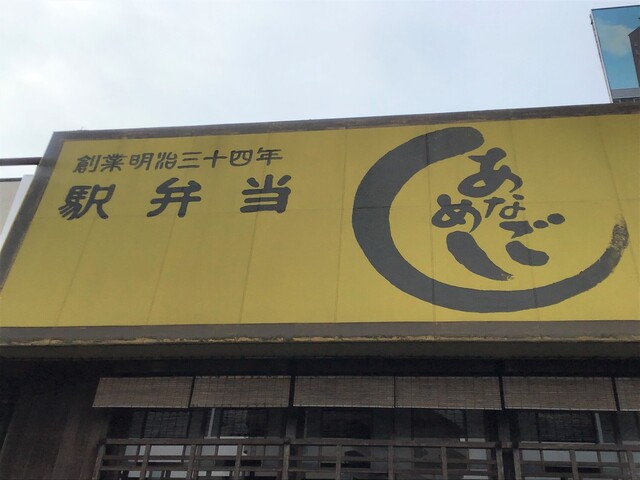 創業明治三十四年
駅弁当
あなご
めし